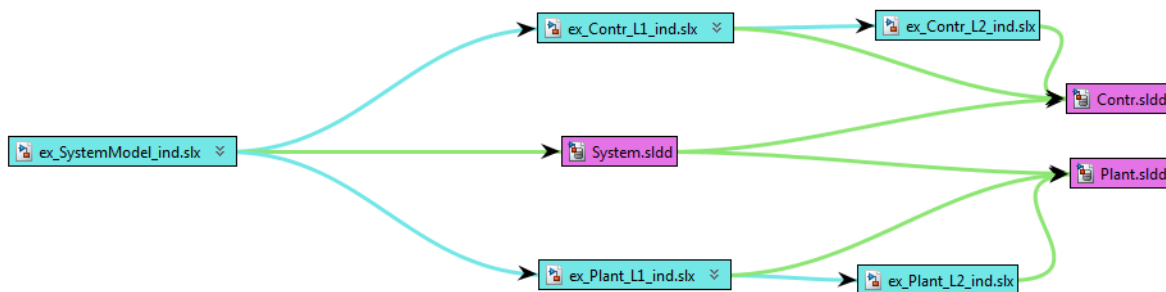 ex_Contr_L1_ind.slx
ex_Contr_L2_ind.slx
Contr.sldd
ex_SystemModel_ind.slx
System.sldd
Plant.sldd
ex_Plant_L1_ind.slx
ex_Plant_L2_ind.slx